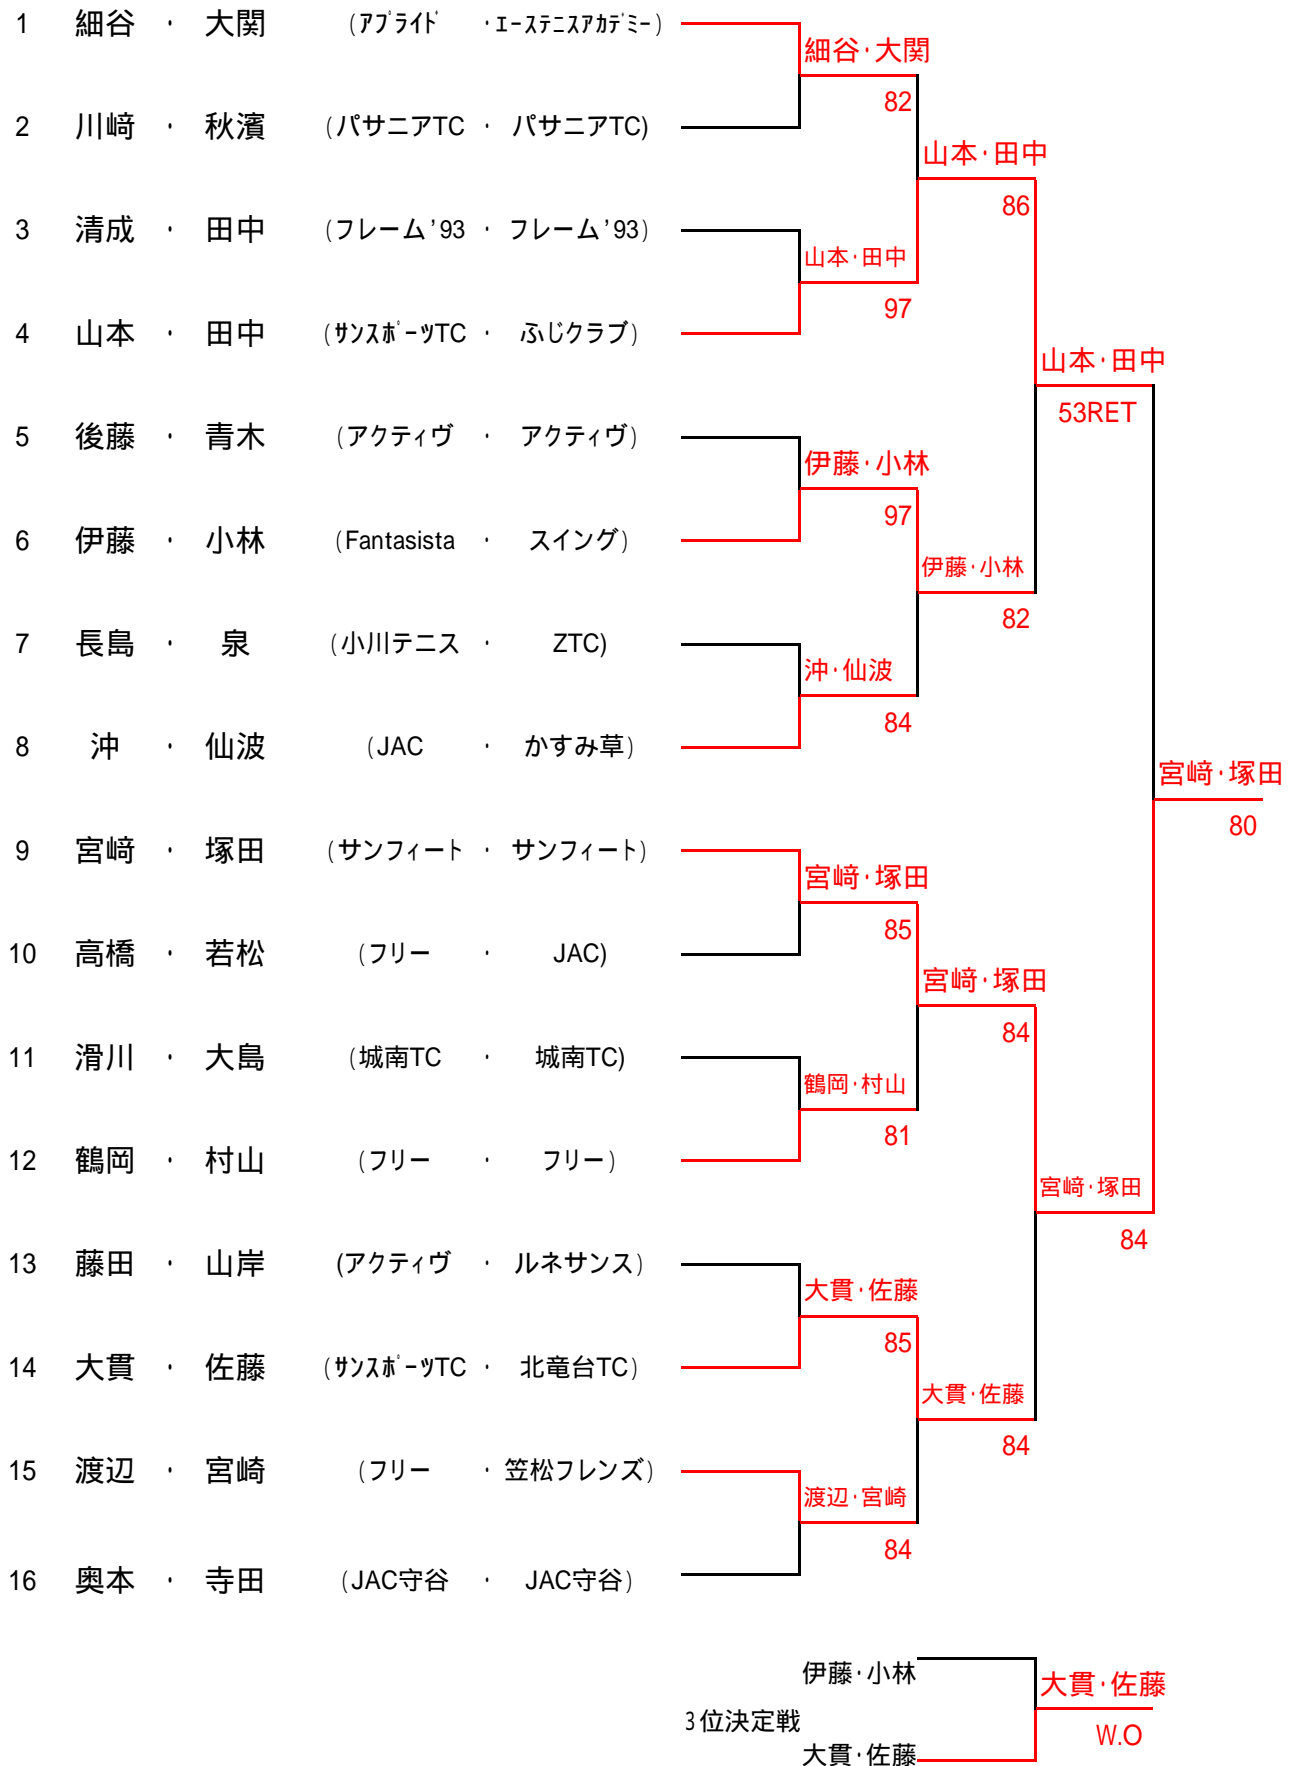 1 細谷 ・ 大関 (アプライド ・エーステニスアカデミー)
細谷・大関
82
2 川﨑 ・ 秋濱 (パサニアTC ・ パサニアTC)
山本・田中
86
3 清成 ・ 田中 (フレーム'93 ・ フレーム'93)
山本・田中
97
4 山本 ・ 田中 (サンスポーツTC ・ ふじクラブ)
山本・田中
53RET
5 後藤 ・ 青木 (アクティヴ ・ アクティヴ)
伊藤・小林
97
6 伊藤 ・ 小林 (Fantasista ・ スイング)
伊藤・小林
82
7 長島 ・ 泉 (小川テニス ・ ZTC)
沖・仙波
84
8 沖 ・ 仙波 (JAC ・ かすみ草)
宮﨑・塚田
80
9 宮﨑 ・ 塚田 (サンフィート ・ サンフィート)
宮﨑・塚田
85
10 高橋 ・ 若松 (フリー ・ JAC)
宮﨑・塚田
84
11 滑川 ・ 大島 (城南TC ・ 城南TC)
鶴岡・村山
81
12 鶴岡 ・ 村山 (フリー ・ フリー)
宮﨑・塚田
84
13 藤田 ・ 山岸 (アクティヴ ・ ルネサンス)
大貫・佐藤
85
14 大貫 ・ 佐藤 (サンスポーツTC ・ 北竜台TC)
大貫・佐藤
84
15 渡辺 ・ 宮崎 (フリー ・ 笠松フレンズ)
渡辺・宮崎
84
16 奥本 ・ 寺田 (JAC守谷 ・ JAC守谷)
伊藤・小林
大貫・佐藤
3位決定戦
W.O
大貫・佐藤